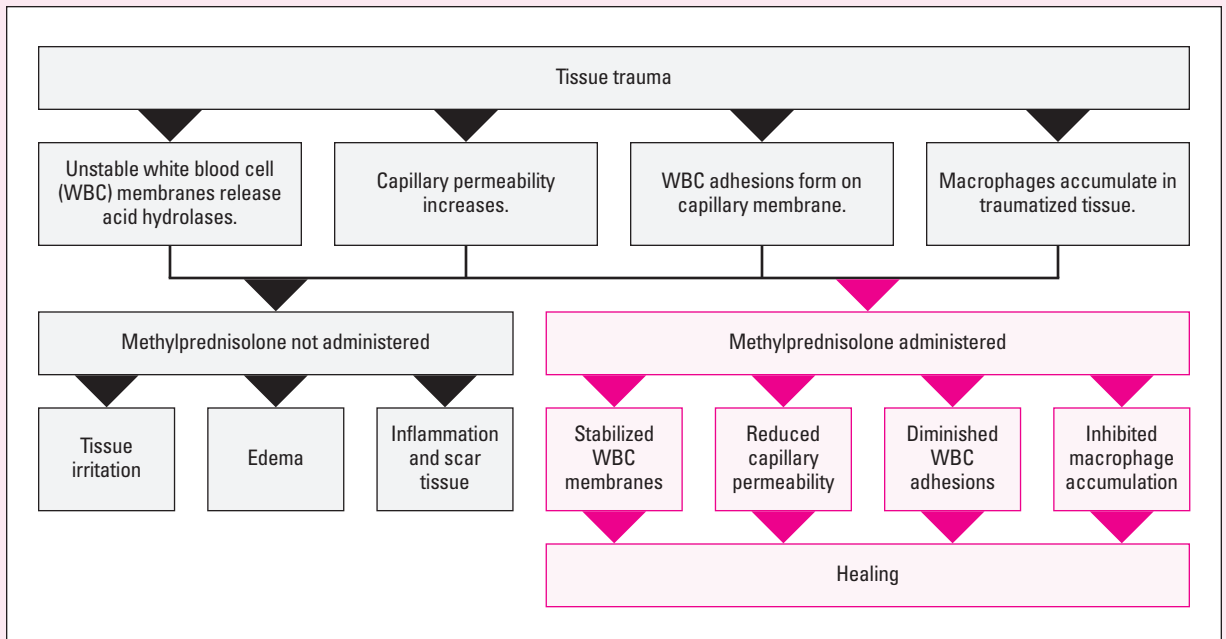 Tissue trauma
Unstable white blood cell
(WBC) membranes release
acid hydrolases.
Capillary permeability
increases.
WBC adhesions form on
capillary membrane.
Macrophages accumulate in
traumatized tissue.
Methylprednisolone not administered
Methylprednisolone administered
Tissue
irritation
Edema
Inflammation
and scar
tissue
Stabilized
WBC
membranes
Reduced
capillary
permeability
Diminished
WBC
adhesions
Inhibited
macrophage
accumulation
Healing